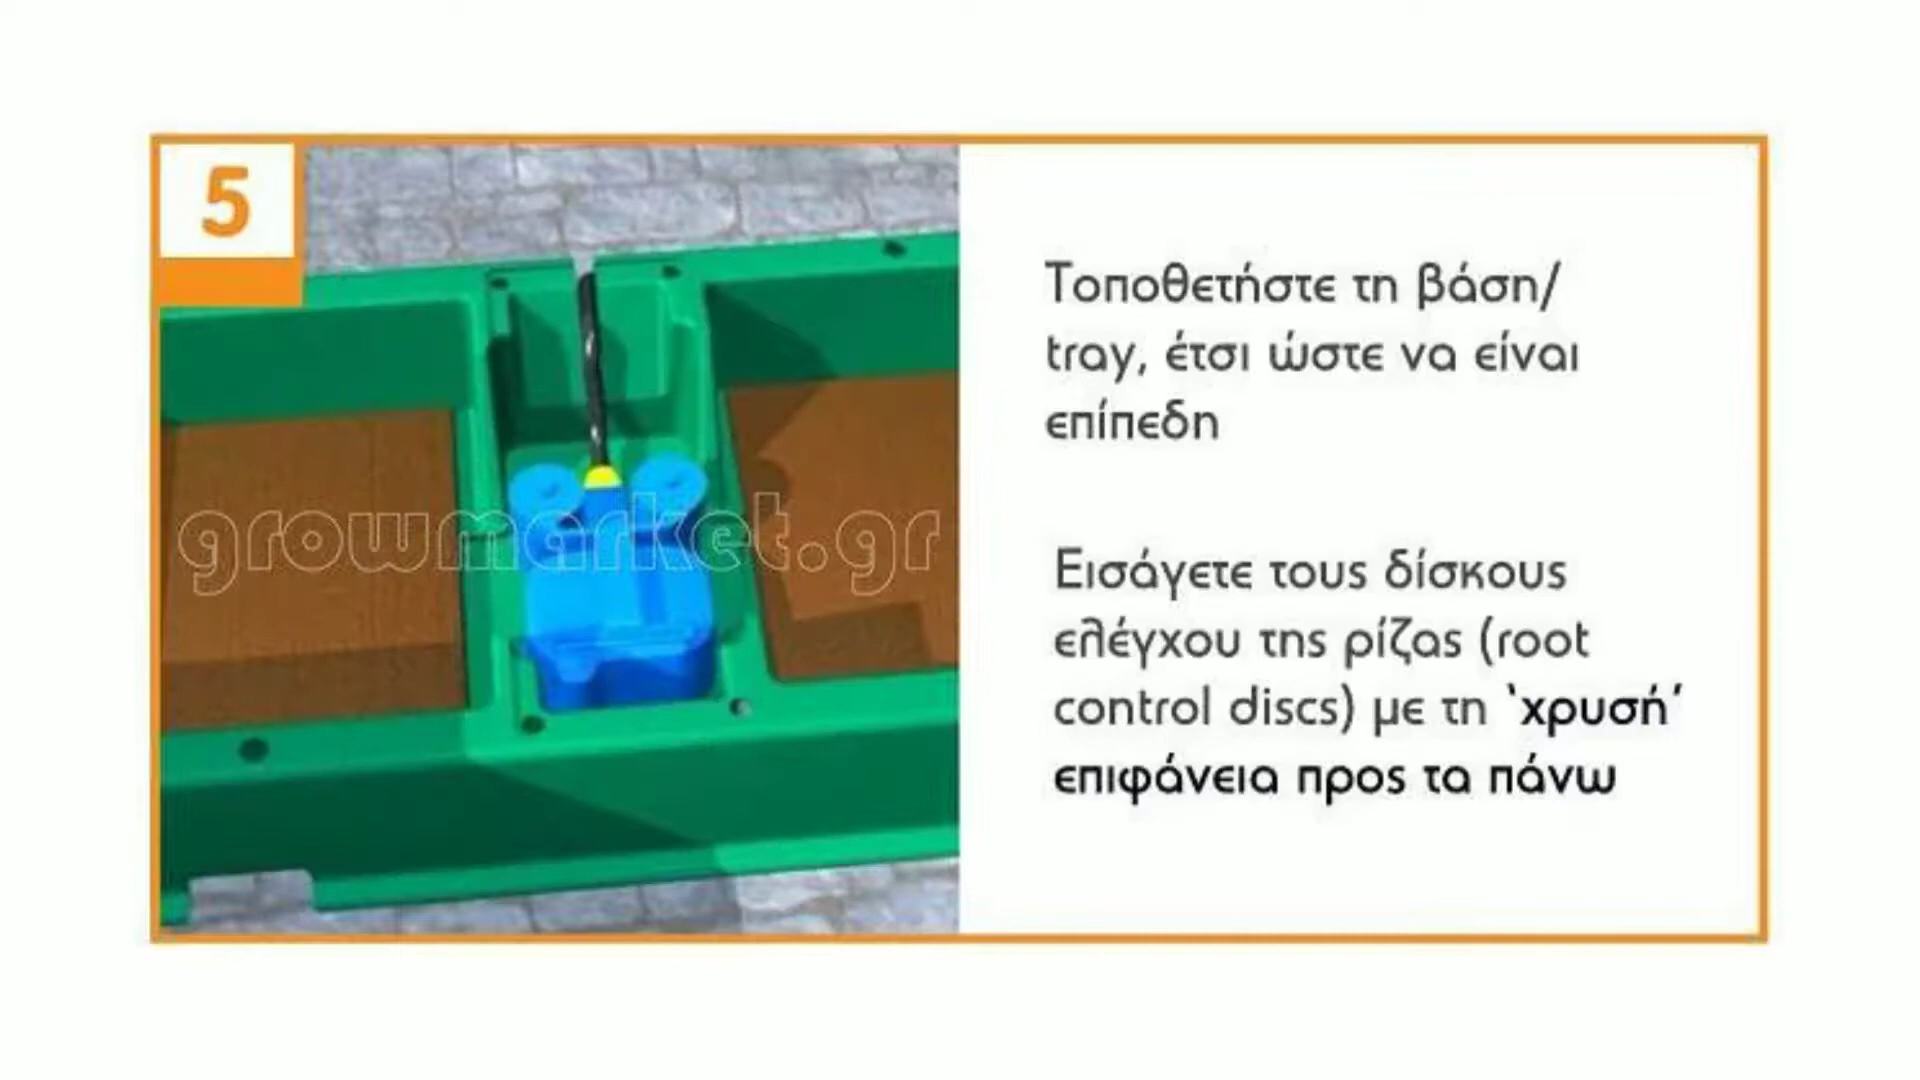 5
growmarket.gr
Τοποθετήστε τη βάση/
tray, έτσι ώστε να είναι
επίπεδη
Εισάγετε τους δίσκους
ελέγχου της ρίζας (root
control discs) με τη ‛χρυσή’
επιφάνεια προς τα πάνω